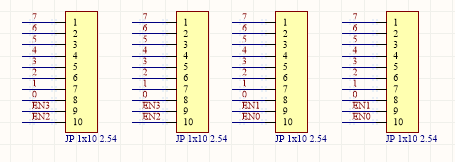 7 1 7 1 7 1 7 1
6 2 6 2 6 2 6 2
5 3 5 3 5 3 5 3
4 4 4 4 4 4 4 4
3 5 3 5 3 5 3 5
2 6 2 6 2 6 2 6
1 7 1 7 1 7 1 7
0 8 0 8 0 8 0 8
EN3 9 EN3 9 EN1 9 EN1 9
EN2 10 EN2 10 EN0 10 EN0 10
JP 1x10 2.54 JP 1x10 2.54 JP 1x10 2.54 JP 1x10 2.54